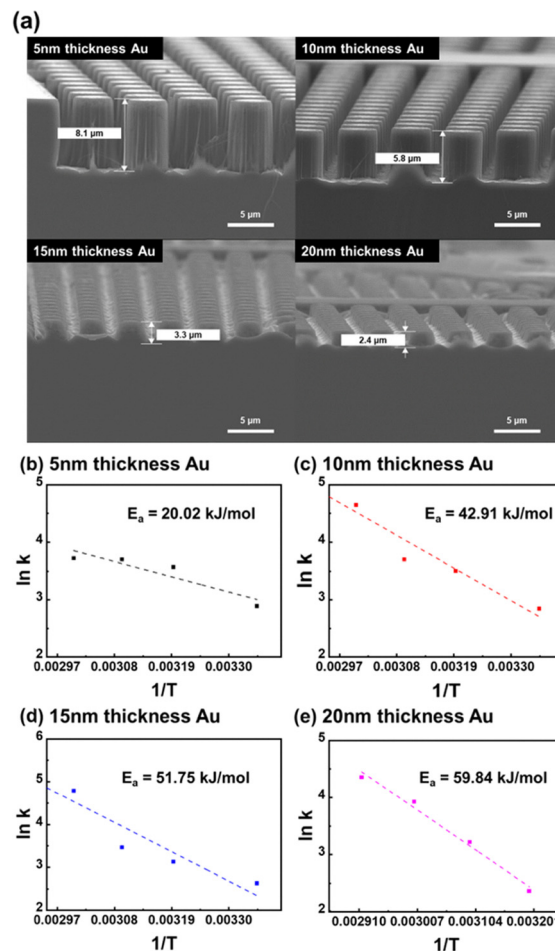 (a)
5nm thickness Au
10nm thickness Au
8.1 µm
5.8 µm
5 µm
5 µm
15nm thickness Au
20nm thickness Au
3.3 µm
2.4 µm
5 µm
5 µm
(b) 5nm thickness Au
5
4
3
2
ln k
Ea = 20.02 kJ/mol
0.00297 0.00308 0.00319 0.00330
1/T
(c) 10nm thickness Au
5
4
3
2
ln k
Ea = 42.91 kJ/mol
0.00297 0.00308 0.00319 0.00330
1/T
(d) 15nm thickness Au
6
5
4
3
2
ln k
Ea = 51.75 kJ/mol
0.00297 0.00308 0.00319 0.00330
1/T
(e) 20nm thickness Au
5
4
3
2
ln k
Ea = 59.84 kJ/mol
0.002910 0.003007 0.003104 0.003201
1/T